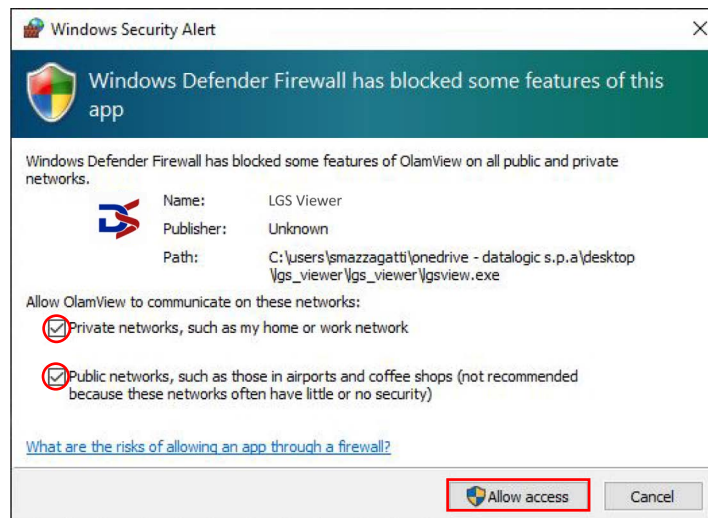 Windows Security Alert
Windows Defender Firewall has blocked some features of this
app
Windows Defender Firewall has blocked some features of OlamView on all public and private
networks.
DS
Name: LGS Viewer
Publisher: Unknown
Path: C:\users\smazzagatti\onedrive - datalogic s.p.a\desktop
\lgs_viewer\lgs_viewer\lgsview.exe
Allow OlamView to communicate on these networks:
Private networks, such as my home or work network
Public networks, such as those in airports and coffee shops (not recommended
because these networks often have little or no security)
What are the risks of allowing an app through a firewall?
Allow access Cancel